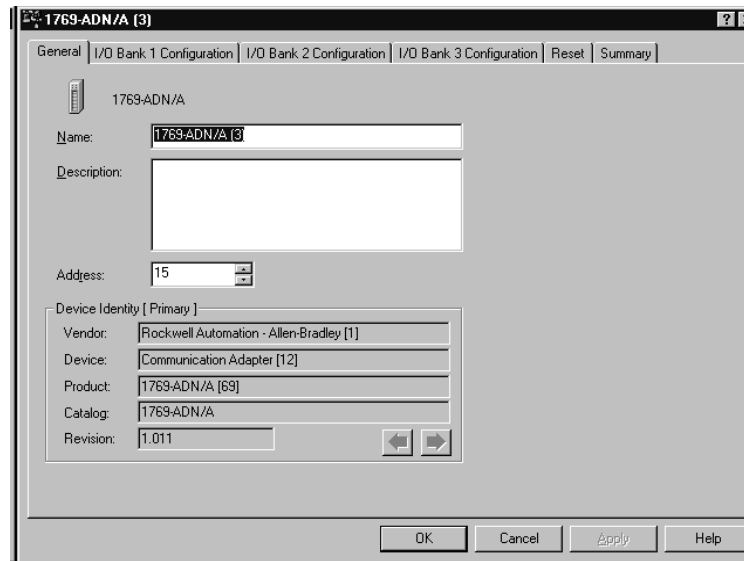 1769-ADN/A (3)
?
General I/O Bank 1 Configuration I/O Bank 2 Configuration I/O Bank 3 Configuration Reset Summary
1769-ADN/A
Name: 1769-ADN/A (3)
Description:
Address: 15
Device Identity [ Primary ]
Vendor: Rockwell Automation - Allen-Bradley [1]
Device: Communication Adapter [12]
Product: 1769-ADN/A [69]
Catalog: 1769-ADN/A
Revision: 1.011
OK Cancel Apply Help